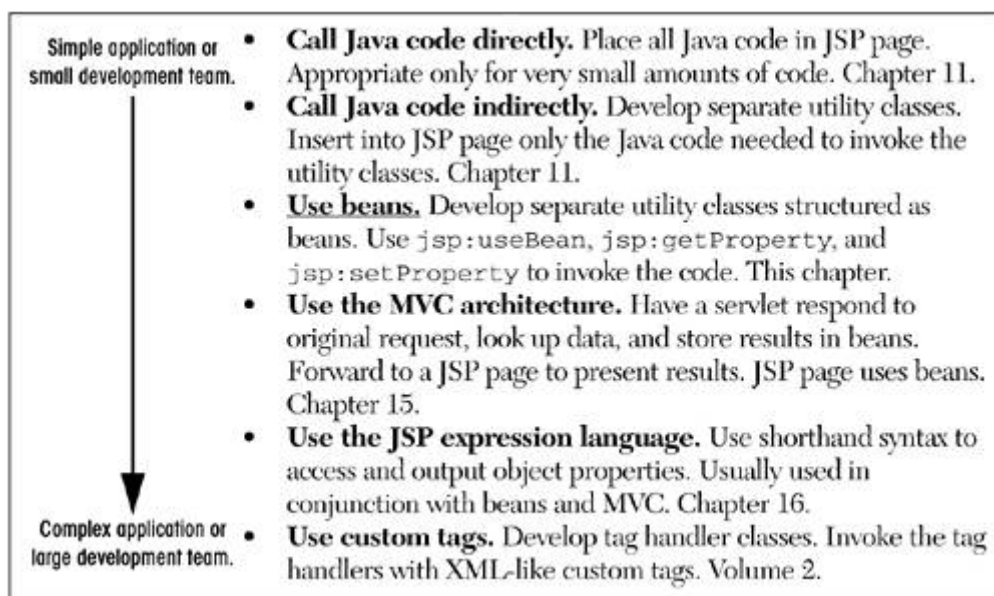 Simple application or
small development team.
• Call Java code directly. Place all Java code in JSP page.
Appropriate only for very small amounts of code. Chapter 11.
• Call Java code indirectly. Develop separate utility classes.
Insert into JSP page only the Java code needed to invoke the
utility classes. Chapter 11.
• Use beans. Develop separate utility classes structured as
beans. Use jsp:useBean, jsp:getProperty, and
jsp:setProperty to invoke the code. This chapter.
• Use the MVC architecture. Have a servlet respond to
original request, look up data, and store results in beans.
Forward to a JSP page to present results. JSP page uses beans.
Chapter 15.
• Use the JSP expression language. Use shorthand syntax to
access and output object properties. Usually used in
conjunction with beans and MVC. Chapter 16.
Complex application or
large development team.
• Use custom tags. Develop tag handler classes. Invoke the tag
handlers with XML-like custom tags. Volume 2.